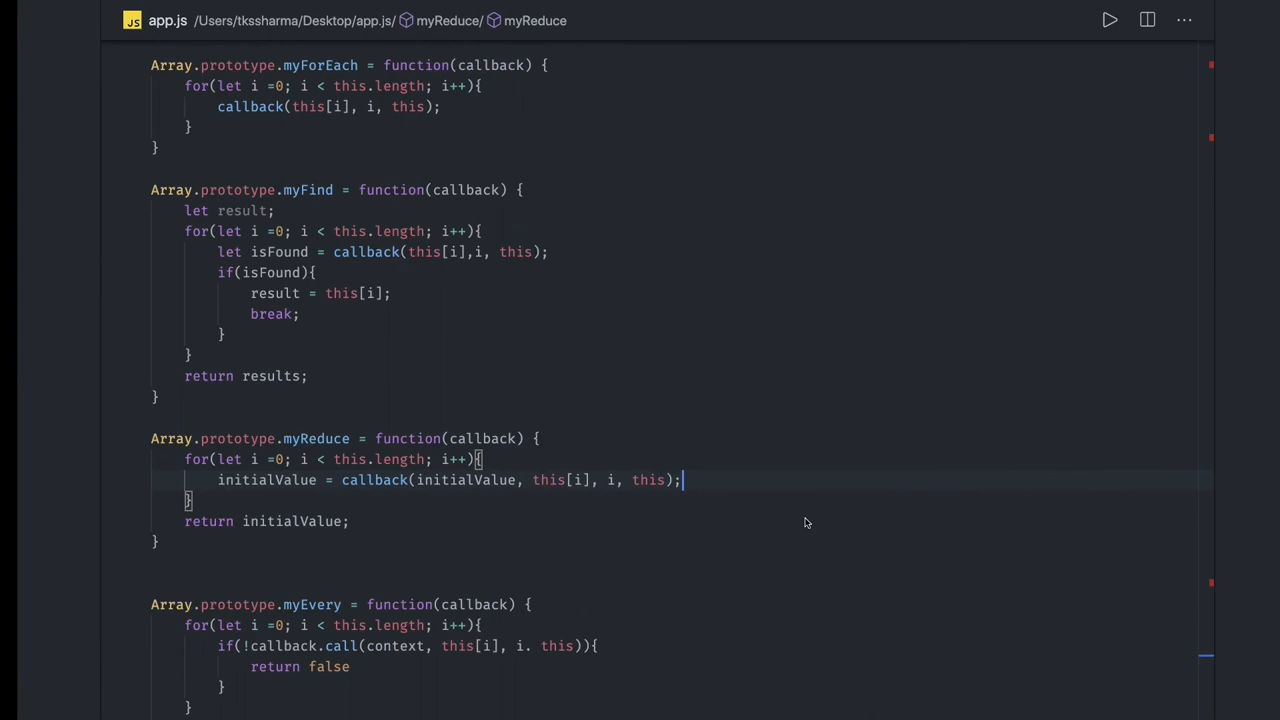 JS app.js /Users/tkssharma/Desktop/app.js/ myReduce/ myReduce
Array.prototype.myForEach = function(callback) {
    for(let i =0; i < this.length; i++){
        callback(this[i], i, this);
    }
}
Array.prototype.myFind = function(callback) {
    let result;
    for(let i =0; i < this.length; i++){
        let isFound = callback(this[i],i, this);
        if(isFound){
            result = this[i];
            break;
        }
    }
    return results;
}
Array.prototype.myReduce = function(callback) {
    for(let i =0; i < this.length; i++){
        initialValue = callback(initialValue, this[i], i, this);
    }
    return initialValue;
}
Array.prototype.myEvery = function(callback) {
    for(let i =0; i < this.length; i++){
        if(!callback.call(context, this[i], i. this)){
            return false
        }
    }